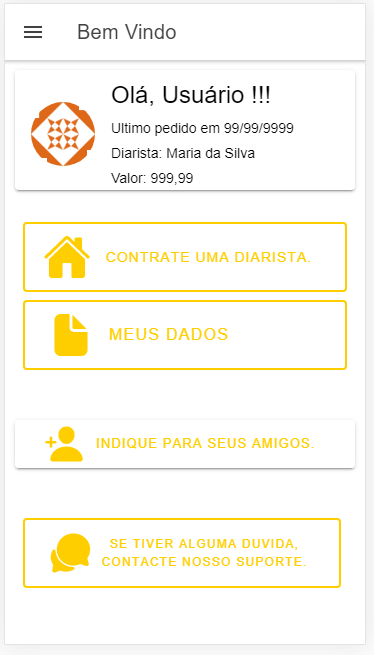 Bem Vindo
Olá, Usuário !!!
Ultimo pedido em 99/99/9999
Diarista: Maria da Silva
Valor: 999,99
CONTRATE UMA DIARISTA.
MEUS DADOS
INDIQUE PARA SEUS AMIGOS.
SE TIVER ALGUMA DUVIDA,
CONTACTE NOSSO SUPORTE.